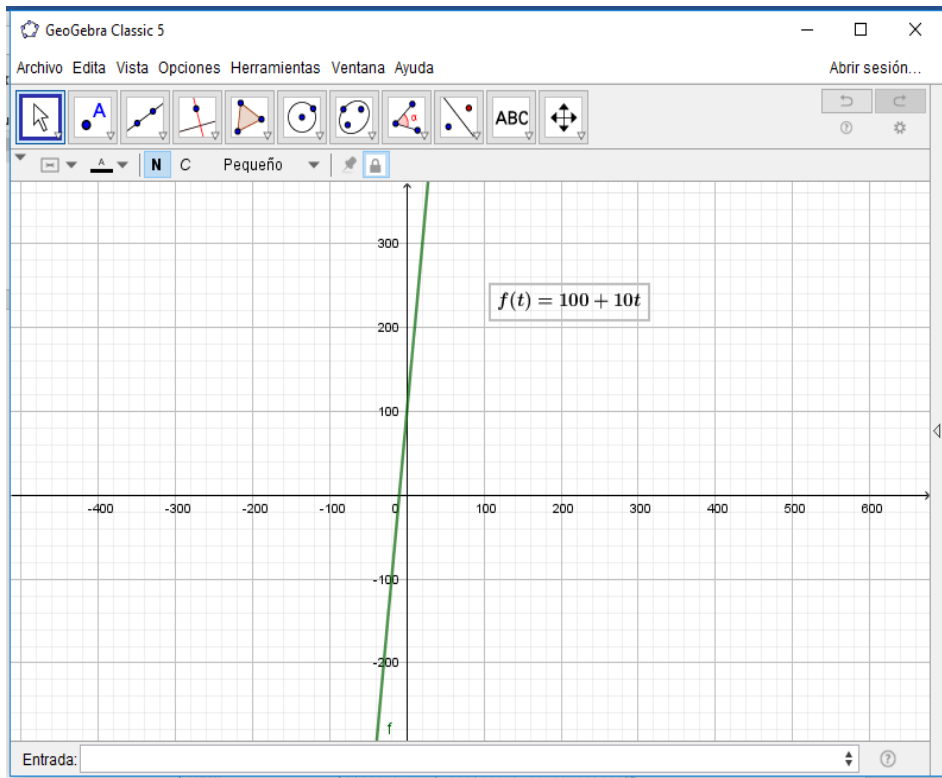 GeoGebra Classic 5
Archivo Edita Vista Opciones Herramientas Ventana Ayuda Abrir sesión...
A α ABC
A N C Pequeño
300
f(t) = 100 + 10t
200
100
-400 -300 -200 -100 0 100 200 300 400 500 600
-100
-200
f
Entrada: